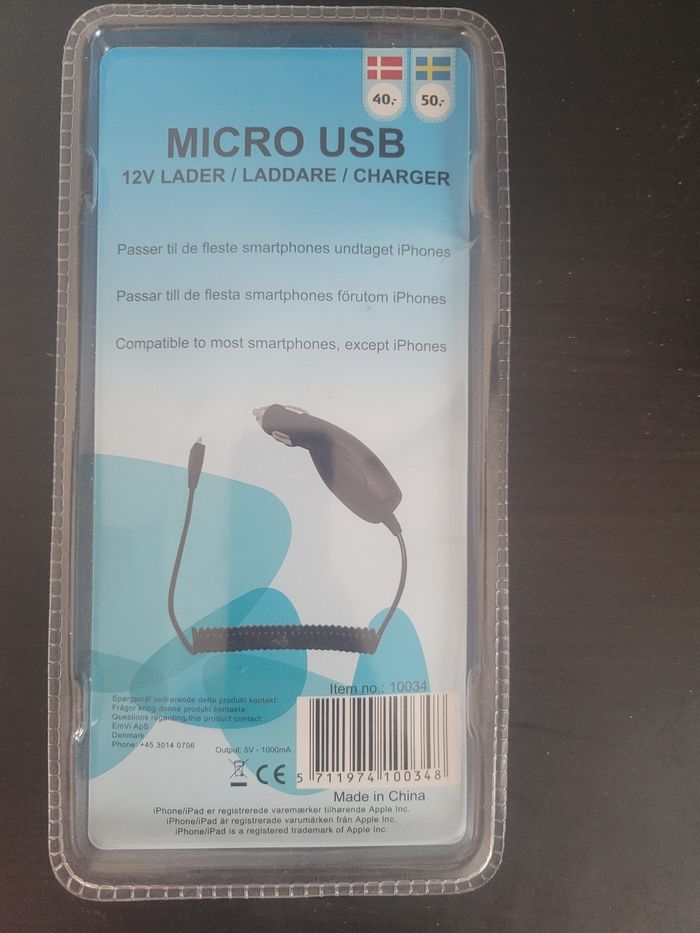 40,- 50,-
MICRO USB
12V LADER / LADDARE / CHARGER
Passer til de fleste smartphones undtaget iPhones
Passar till de flesta smartphones förutom iPhones
Compatible to most smartphones, except iPhones
Item no.: 10034
Spørgsmål vedrørende dette produkt kontakt:
Frågor kring denna produkt kontakta:
Questions regarding this product contact:
EmVi ApS
Denmark
Phone: +45 3014 0706
Output: 5V - 1000mA
CE
5 711974 100348
Made in China
iPhone/iPad er registrerede varemærker tilhørende Apple Inc.
iPhone/iPad är registrerade varumärken från Apple Inc.
iPhone/iPad is a registered trademark of Apple Inc.